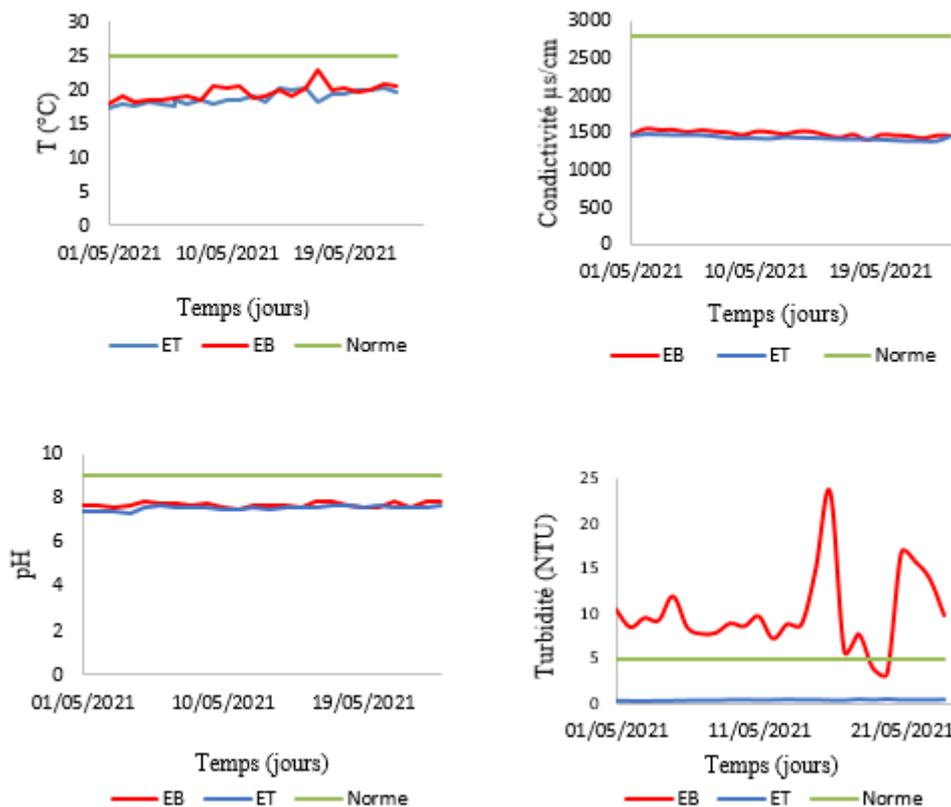 T (°C)
30
25
20
15
10
5
0
01/05/2021 10/05/2021 19/05/2021
Temps (jours)
ET EB Norme
Condictivité µs/cm
3000
2500
2000
1500
1000
500
0
01/05/2021 10/05/2021 19/05/2021
Temps (jours)
EB ET Norme
pH
10
8
6
4
2
0
01/05/2021 10/05/2021 19/05/2021
Temps (jours)
EB ET Norme
Turbidité (NTU)
25
20
15
10
5
0
01/05/2021 11/05/2021 21/05/2021
Temps (jours)
EB ET Norme